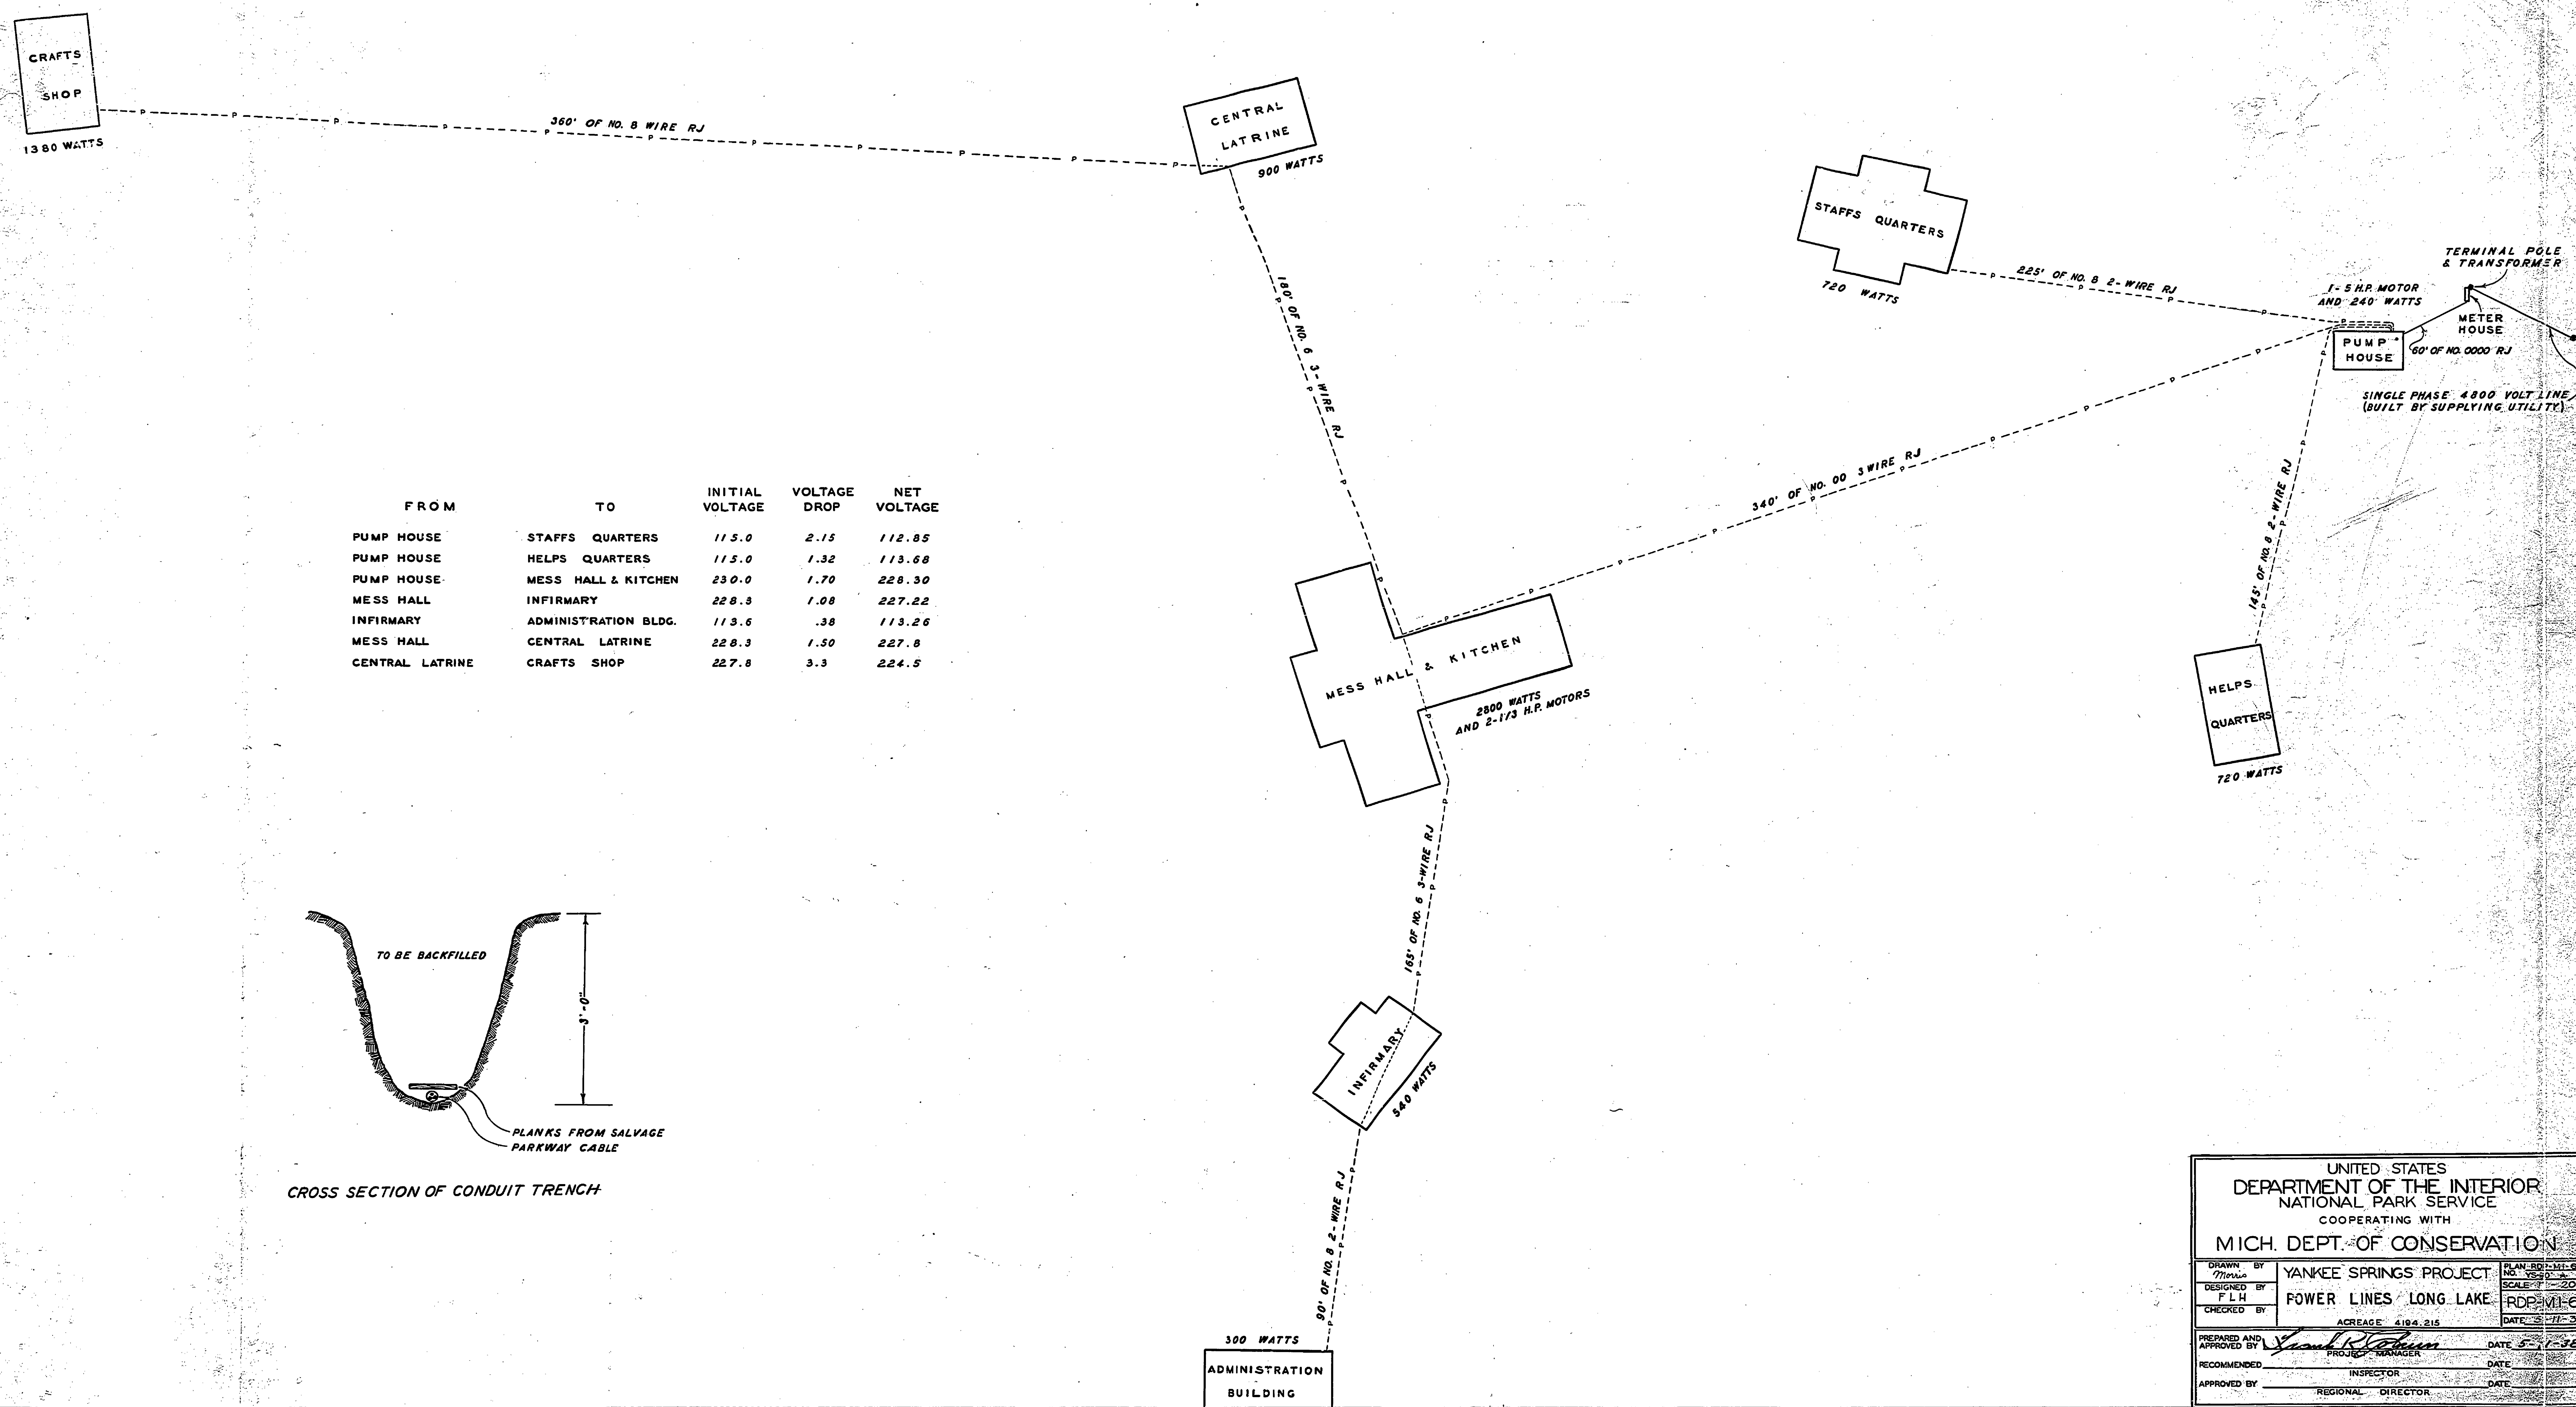 CRAFTS
SHOP
1380 WATTS
360' OF NO. 8 WIRE RJ
CENTRAL
LATRINE
900 WATTS
180' OF NO. 6 3-WIRE RJ
STAFFS QUARTERS
720 WATTS
225' OF NO. 8 2-WIRE RJ
TERMINAL POLE
& TRANSFORMER
1-5 H.P. MOTOR
AND 240 WATTS
METER
HOUSE
PUMP
HOUSE
60' OF NO. 0000 RJ
SINGLE PHASE 4800 VOLT LINE
(BUILT BY SUPPLYING UTILITY)
340' OF NO. 00 3 WIRE RJ
145' OF NO. 8 2-WIRE RJ
HELPS
QUARTERS
720 WATTS
FROM TO INITIAL VOLTAGE VOLTAGE DROP NET VOLTAGE
PUMP HOUSE STAFFS QUARTERS 115.0 2.15 112.85
PUMP HOUSE HELPS QUARTERS 115.0 1.32 113.68
PUMP HOUSE MESS HALL & KITCHEN 230.0 1.70 228.30
MESS HALL INFIRMARY 228.3 1.08 227.22
INFIRMARY ADMINISTRATION BLDG. 113.6 .38 113.26
MESS HALL CENTRAL LATRINE 228.3 1.50 227.8
CENTRAL LATRINE CRAFTS SHOP 227.8 3.3 224.5
MESS HALL & KITCHEN
2800 WATTS
AND 2-1/3 H.P. MOTORS
165' OF NO. 6 3-WIRE RJ
INFIRMARY
540 WATTS
90' OF NO. 8 2-WIRE RJ
300 WATTS
ADMINISTRATION
BUILDING
TO BE BACKFILLED
3'-0"
PLANKS FROM SALVAGE
PARKWAY CABLE
CROSS SECTION OF CONDUIT TRENCH
UNITED STATES
DEPARTMENT OF THE INTERIOR
NATIONAL PARK SERVICE
COOPERATING WITH
MICH. DEPT. OF CONSERVATION
DRAWN BY
Morris
DESIGNED BY
FLH
CHECKED BY
YANKEE SPRINGS PROJECT
POWER LINES LONG LAKE
ACREAGE 4194.215
PLAN NO.
SCALE
RDP-MI-6
DATE
PREPARED AND
APPROVED BY
PROJECT MANAGER
DATE
RECOMMENDED
INSPECTOR
DATE
APPROVED BY
REGIONAL DIRECTOR
DATE